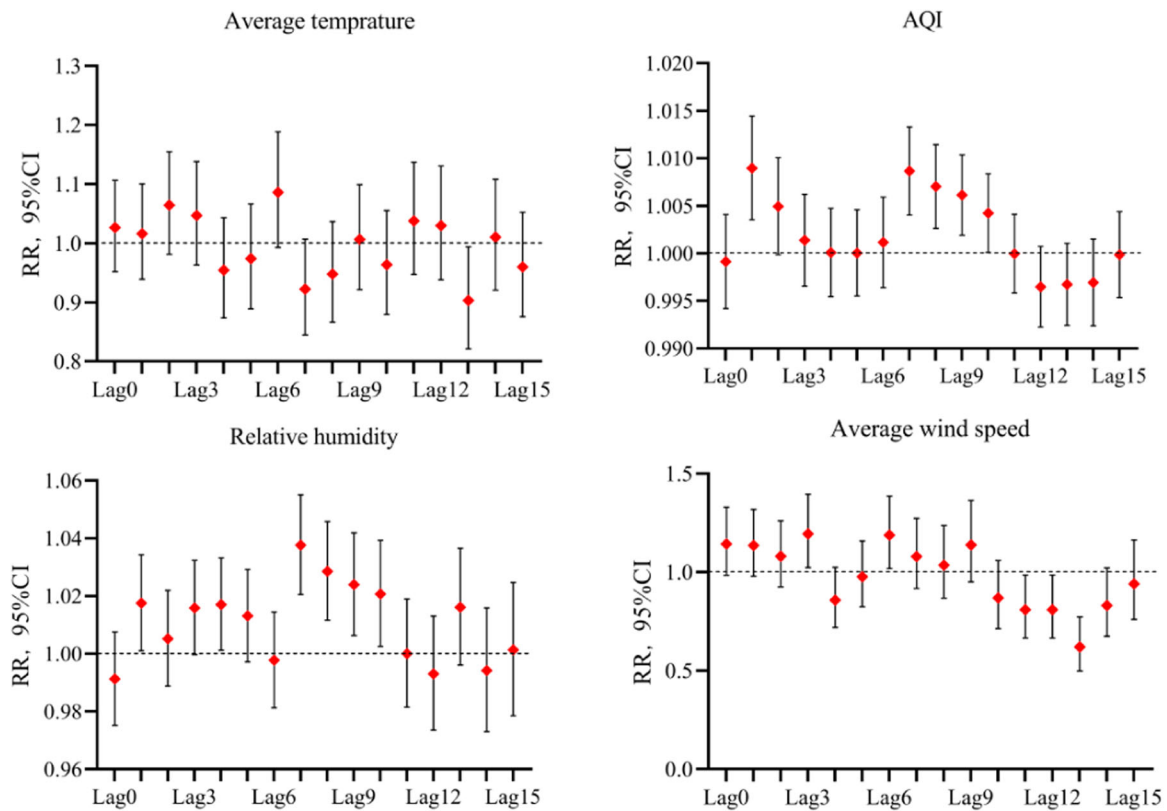 Average temprature
RR, 95%CI
1.3
1.2
1.1
1.0
0.9
0.8
Lag0 Lag3 Lag6 Lag9 Lag12 Lag15
AQI
RR, 95%CI
1.020
1.015
1.010
1.005
1.000
0.995
0.990
Lag0 Lag3 Lag6 Lag9 Lag12 Lag15
Relative humidity
RR, 95%CI
1.06
1.04
1.02
1.00
0.98
0.96
Lag0 Lag3 Lag6 Lag9 Lag12 Lag15
Average wind speed
RR, 95%CI
1.5
1.0
0.5
0.0
Lag0 Lag3 Lag6 Lag9 Lag12 Lag15